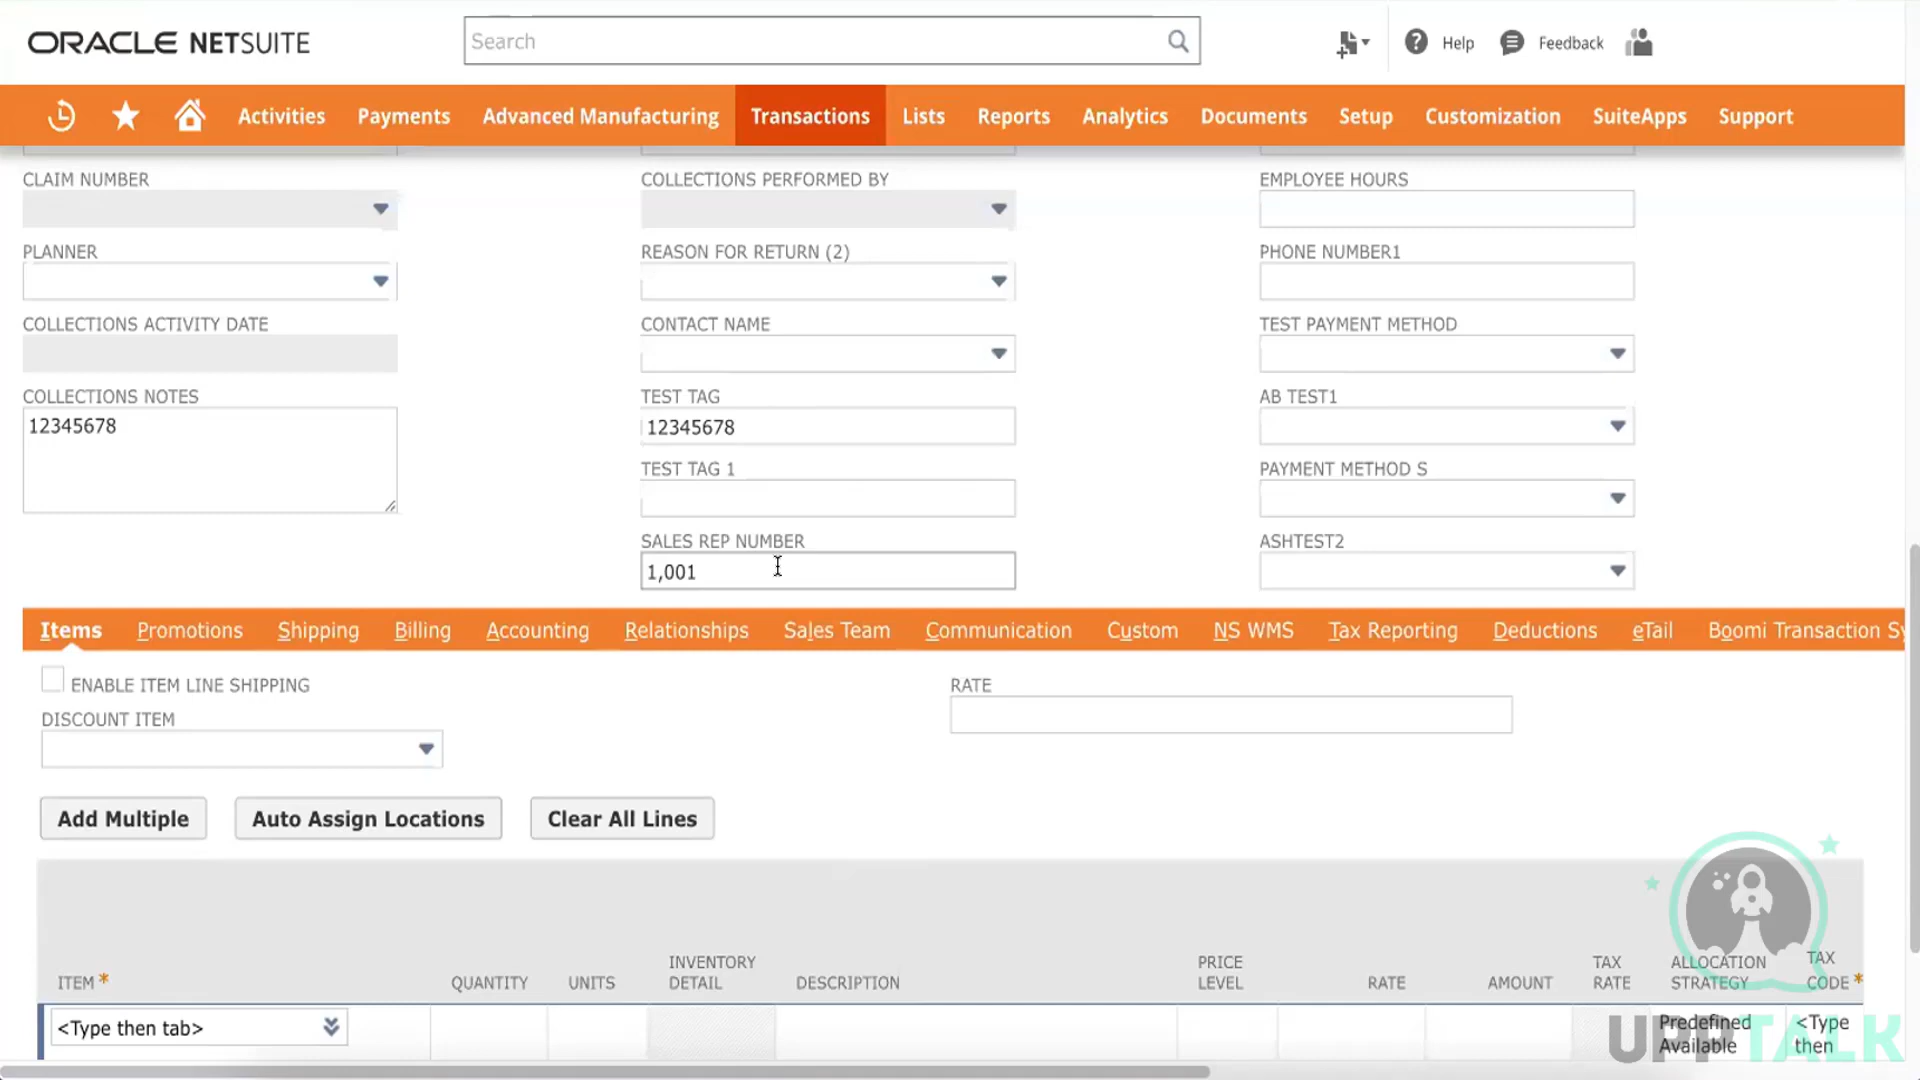 ORACLE NETSUITE
Search
Help
Feedback
Activities
Payments
Advanced Manufacturing
Transactions
Lists
Reports
Analytics
Documents
Setup
Customization
SuiteApps
Support
CLAIM NUMBER
COLLECTIONS PERFORMED BY
EMPLOYEE HOURS
PLANNER
REASON FOR RETURN (2)
PHONE NUMBER1
COLLECTIONS ACTIVITY DATE
CONTACT NAME
TEST PAYMENT METHOD
COLLECTIONS NOTES
12345678
TEST TAG
12345678
AB TEST1
TEST TAG 1
PAYMENT METHOD S
SALES REP NUMBER
1,001
ASHTEST2
Items
Promotions
Shipping
Billing
Accounting
Relationships
Sales Team
Communication
Custom
NS WMS
Tax Reporting
Deductions
eTail
Boomi Transaction Sy
ENABLE ITEM LINE SHIPPING
RATE
DISCOUNT ITEM
Add Multiple
Auto Assign Locations
Clear All Lines
ITEM *
QUANTITY
UNITS
INVENTORY
DETAIL
DESCRIPTION
PRICE
LEVEL
RATE
AMOUNT
TAX
RATE
ALLOCATION
STRATEGY
TAX
CODE *
<Type then tab>
Predefined
Available
<Type
then
UPPTALK